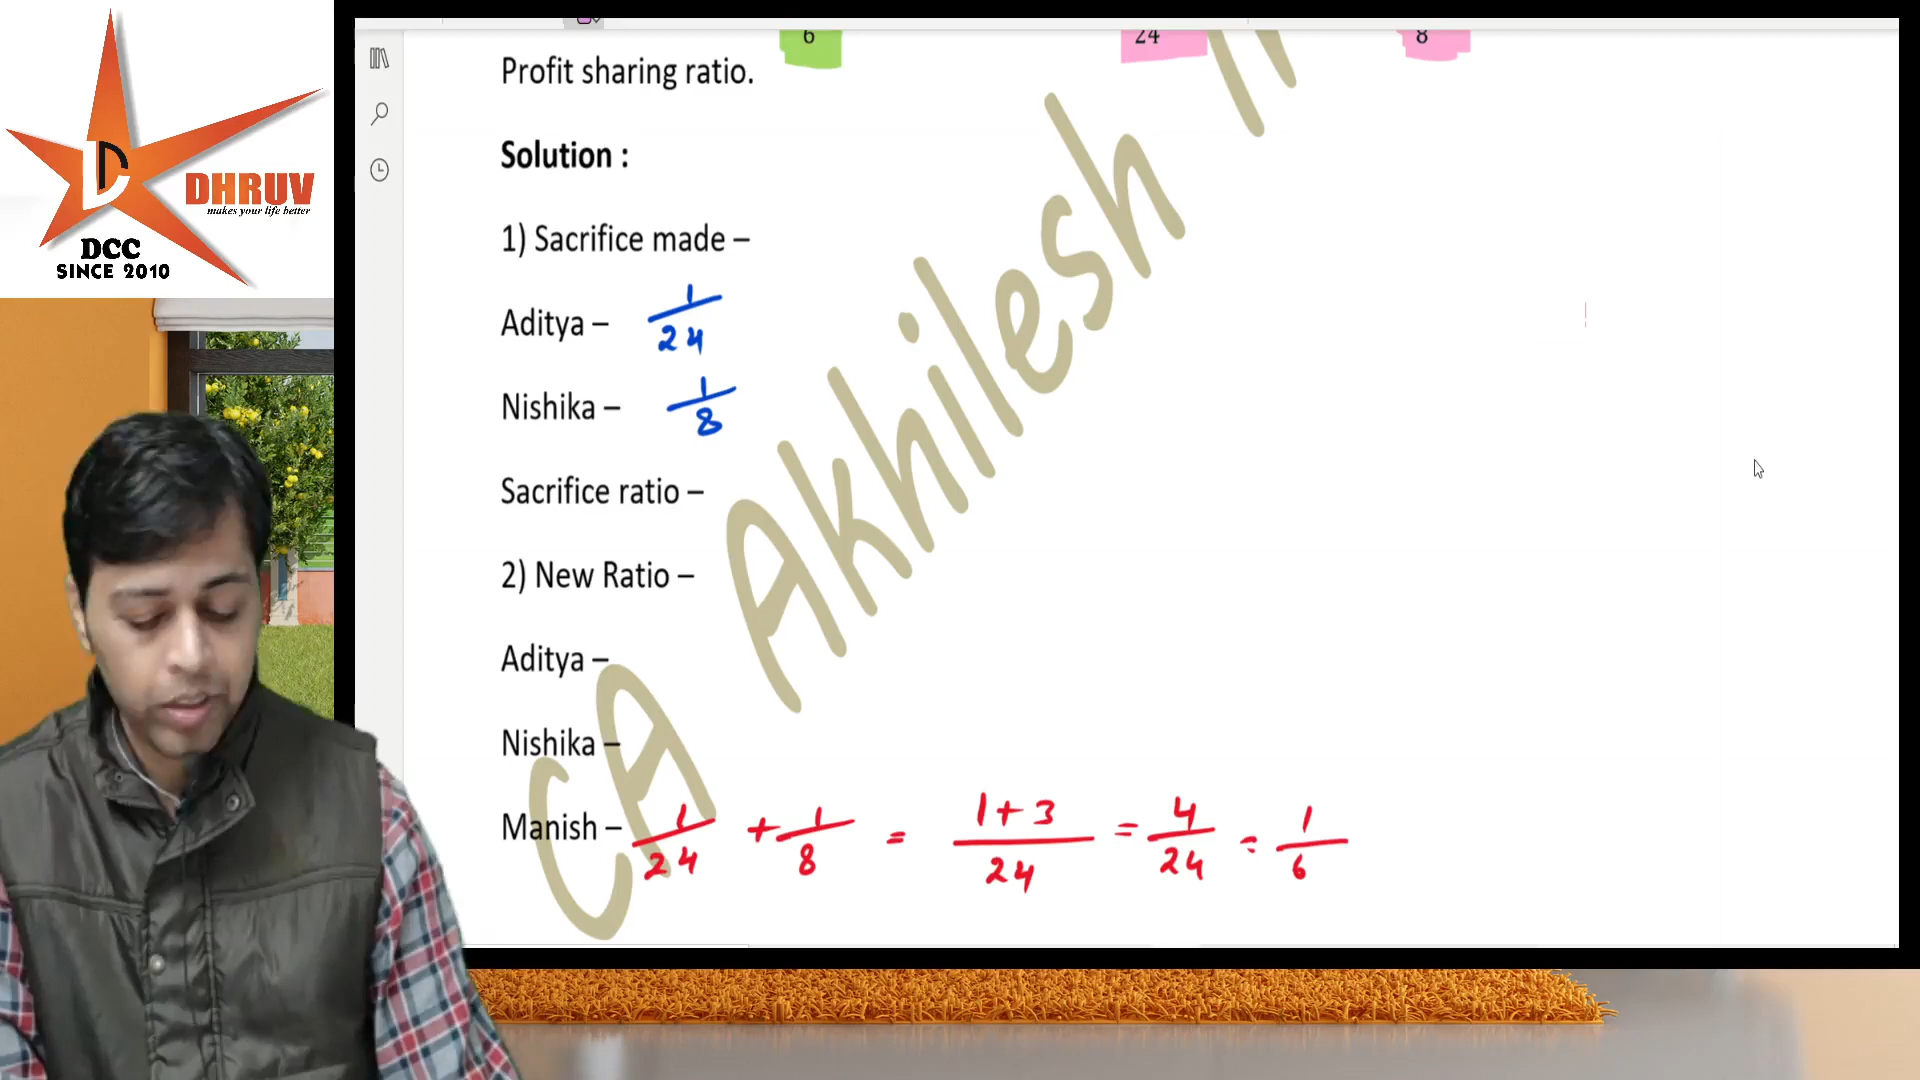 6 24 8
Profit sharing ratio.
Solution :
1) Sacrifice made –
Aditya – 1/24
Nishika – 1/8
Sacrifice ratio –
2) New Ratio –
Aditya –
Nishika –
Manish – 1/24 + 1/8 = 1+3/24 = 4/24 = 1/6
CA Akhilesh
D
DHRUV
makes your life better
DCC
SINCE 2010